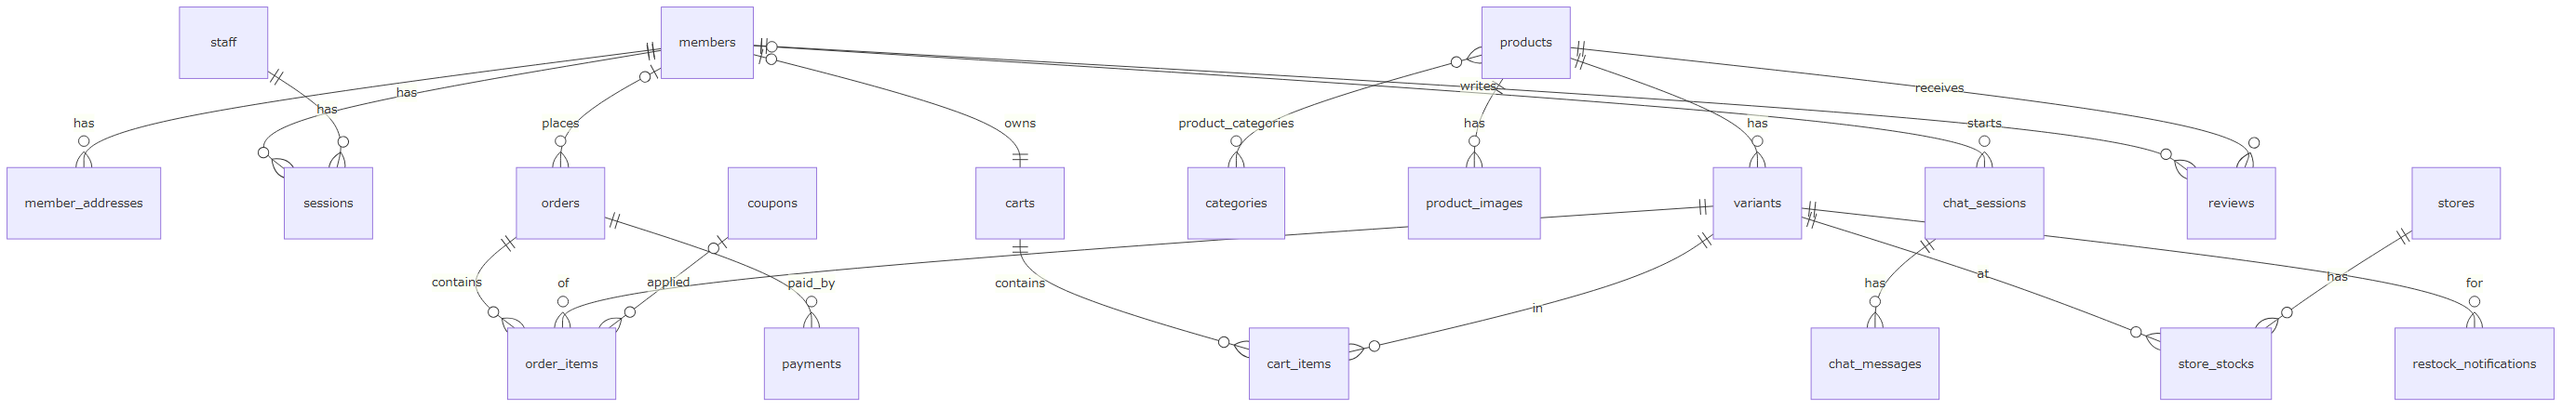 staff
members
products
has
has
writes
receives
has
places
owns
product_categories
has
has
starts
member_addresses
sessions
orders
coupons
carts
categories
product_images
variants
chat_sessions
reviews
stores
contains
of
applied
paid_by
contains
in
has
at
has
for
order_items
payments
cart_items
chat_messages
store_stocks
restock_notifications